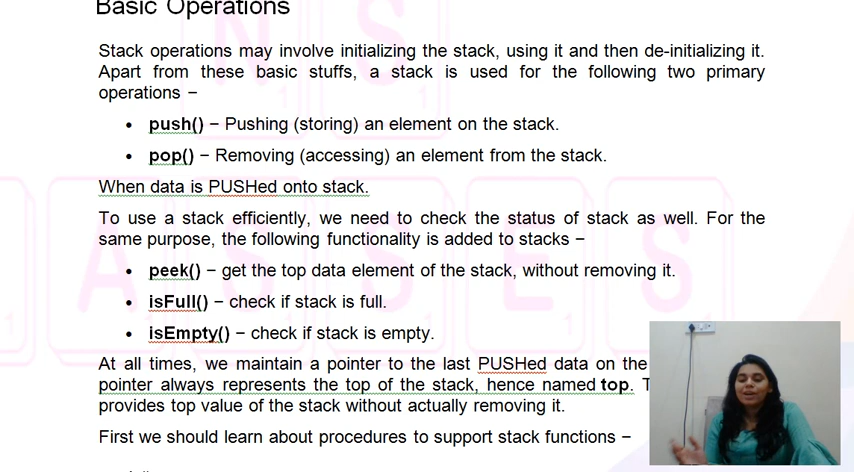 Basic Operations
Stack operations may involve initializing the stack, using it and then de-initializing it.
Apart from these basic stuffs, a stack is used for the following two primary
operations −
• push() − Pushing (storing) an element on the stack.
• pop() − Removing (accessing) an element from the stack.
When data is PUSHed onto stack.
To use a stack efficiently, we need to check the status of stack as well. For the
same purpose, the following functionality is added to stacks −
• peek() − get the top data element of the stack, without removing it.
• isFull() − check if stack is full.
• isEmpty() − check if stack is empty.
At all times, we maintain a pointer to the last PUSHed data on the
pointer always represents the top of the stack, hence named top. T
provides top value of the stack without actually removing it.
First we should learn about procedures to support stack functions −
N S
A S S E S